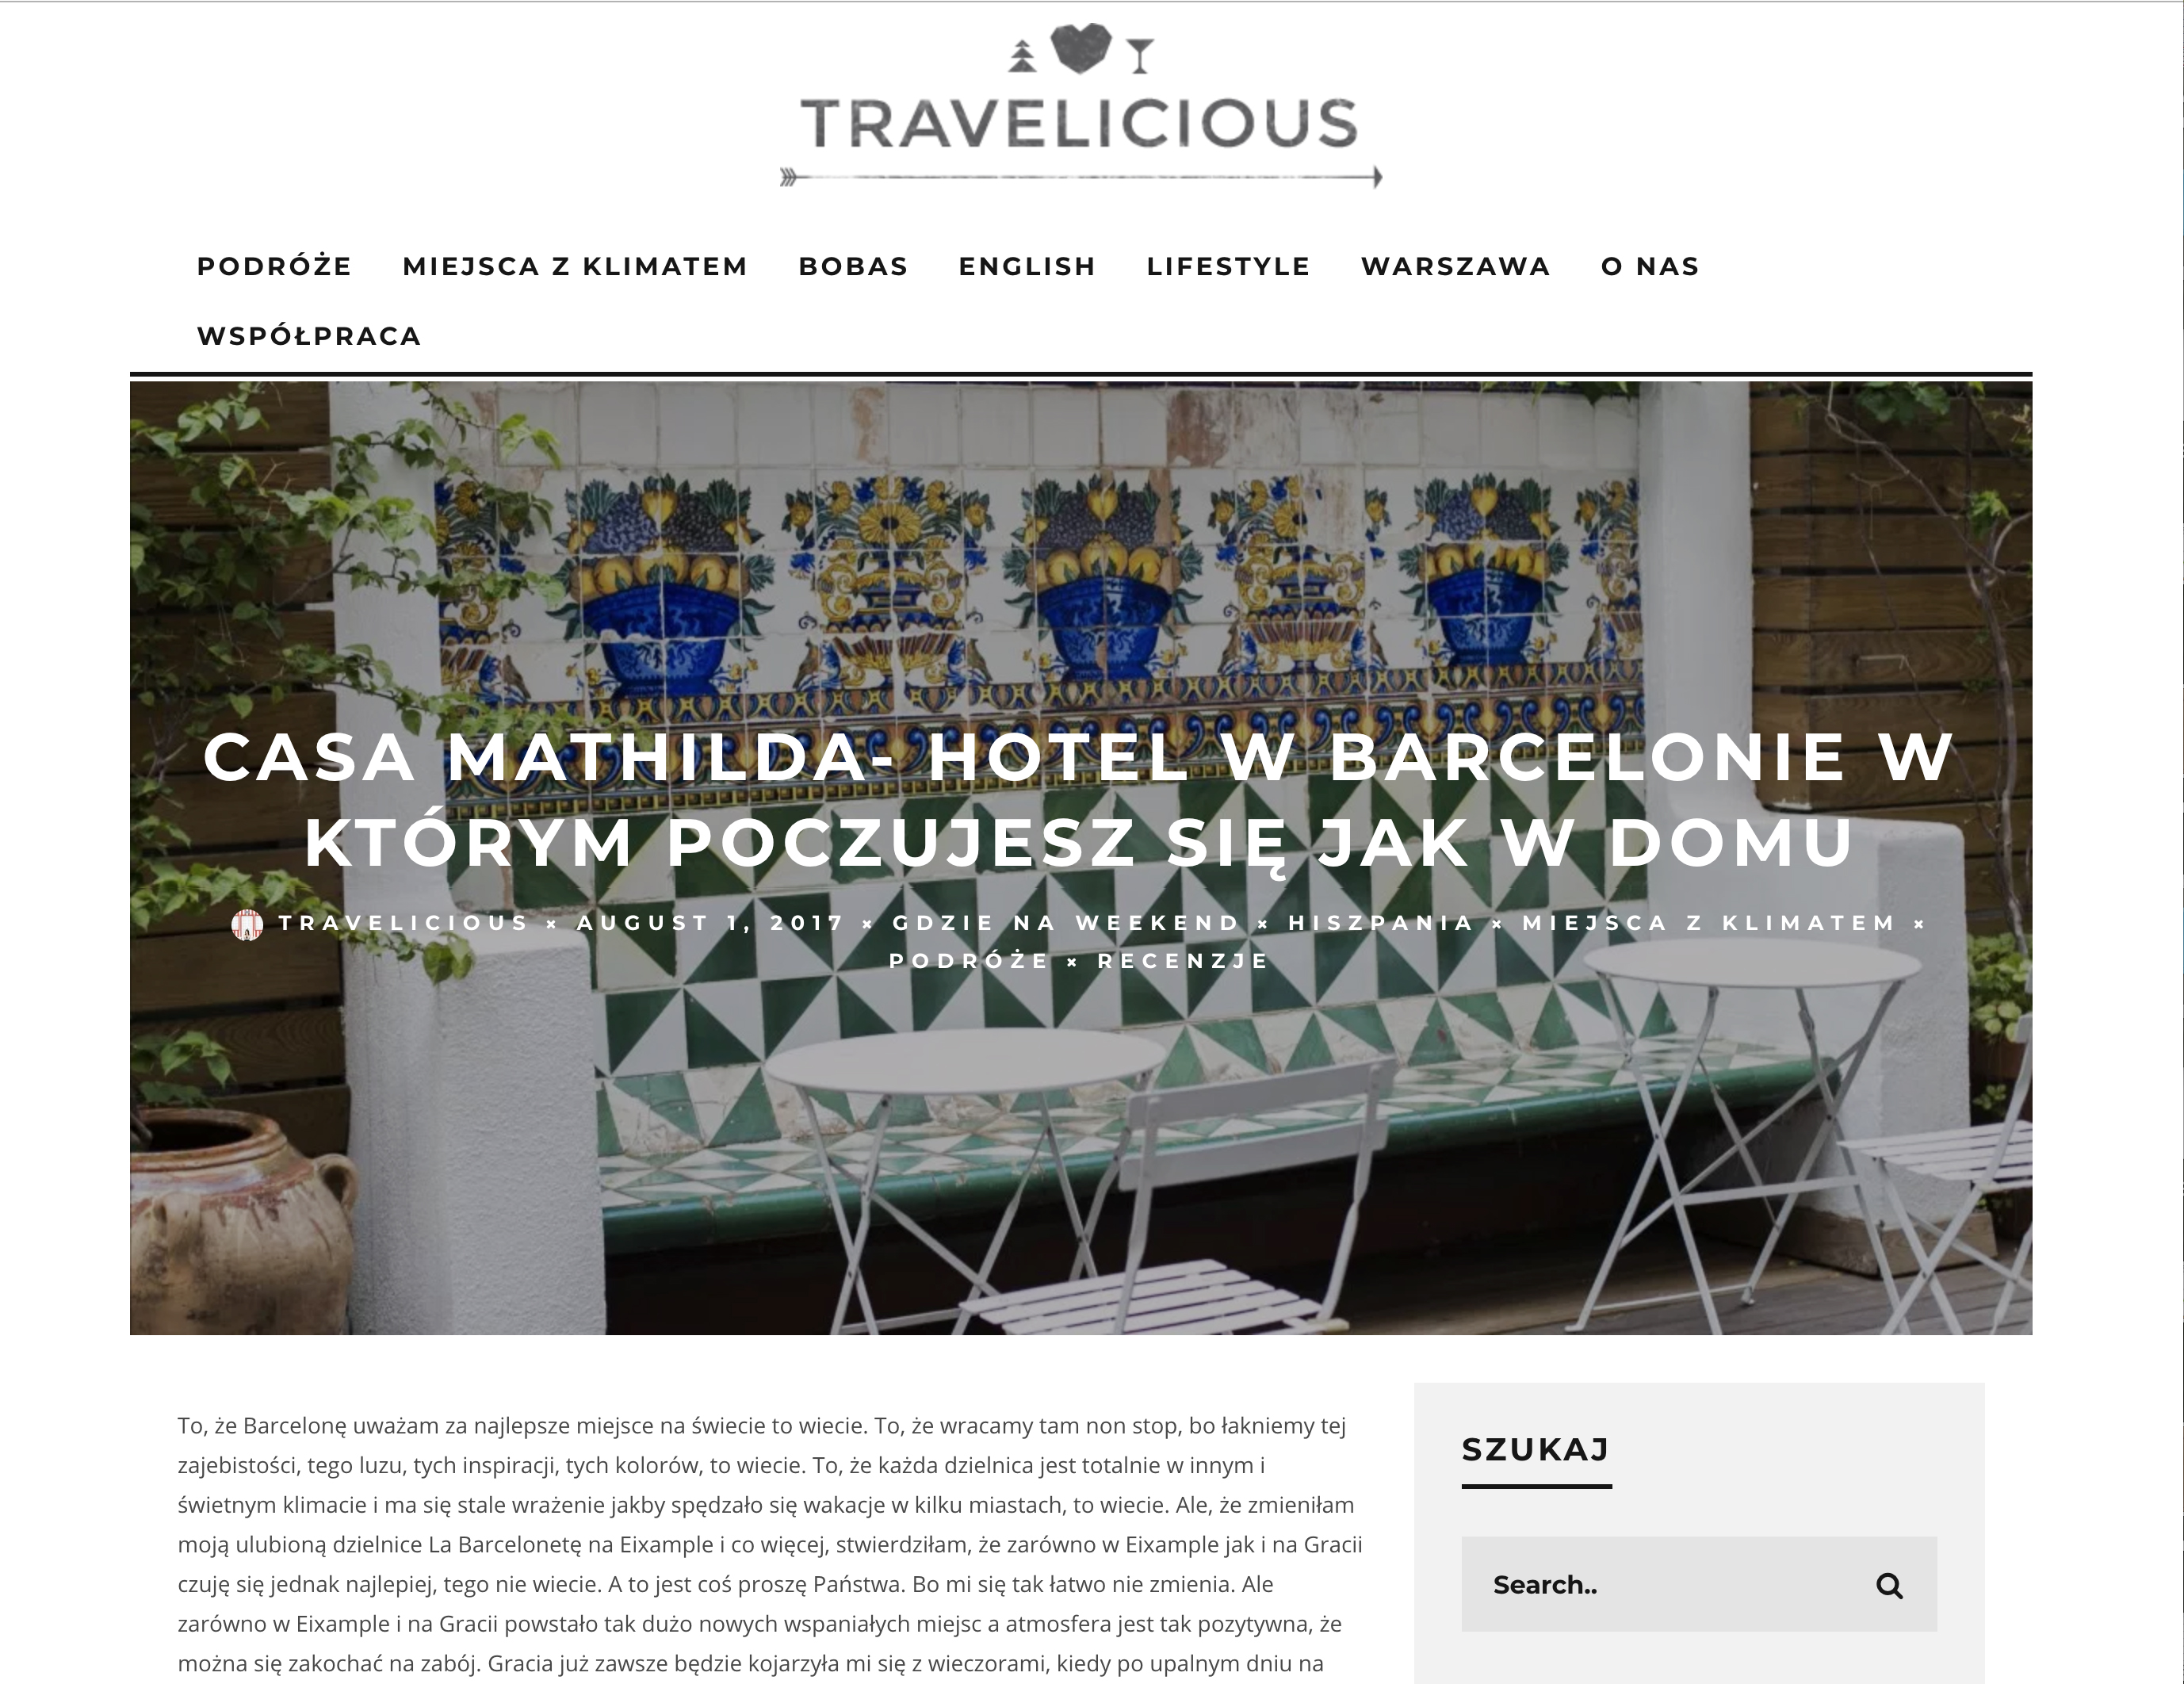 TRAVELICIOUS
PODRÓŻE MIEJSCA Z KLIMATEM BOBAS ENGLISH LIFESTYLE WARSZAWA O NAS
WSPÓŁPRACA
CASA MATHILDA- HOTEL W BARCELONIE W
KTÓRYM POCZUJESZ SIĘ JAK W DOMU
TRAVELICIOUS × AUGUST 1, 2017 × GDZIE NA WEEKEND × HISZPANIA × MIEJSCA Z KLIMATEM ×
PODRÓŻE × RECENZJE
To, że Barcelonę uważam za najlepsze miejsce na świecie to wiecie. To, że wracamy tam non stop, bo łakniemy tej
zajebistości, tego luzu, tych inspiracji, tych kolorów, to wiecie. To, że każda dzielnica jest totalnie w innym i
świetnym klimacie i ma się stale wrażenie jakby spędzało się wakacje w kilku miastach, to wiecie. Ale, że zmieniłam
moją ulubioną dzielnice La Barcelonetę na Eixample i co więcej, stwierdziłam, że zarówno w Eixample jak i na Gracii
czuję się jednak najlepiej, tego nie wiecie. A to jest coś proszę Państwa. Bo mi się tak łatwo nie zmienia. Ale
zarówno w Eixample i na Gracii powstało tak dużo nowych wspaniałych miejsc a atmosfera jest tak pozytywna, że
można się zakochać na zabój. Gracia już zawsze będzie kojarzyła mi się z wieczorami, kiedy po upalnym dniu na
SZUKAJ
Search..